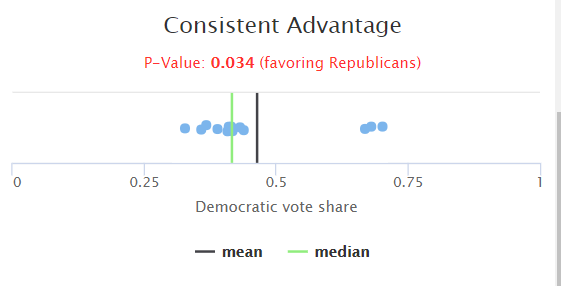 Consistent Advantage
P-Value: 0.034 (favoring Republicans)
0 0.25 0.5 0.75 1
Democratic vote share
mean median